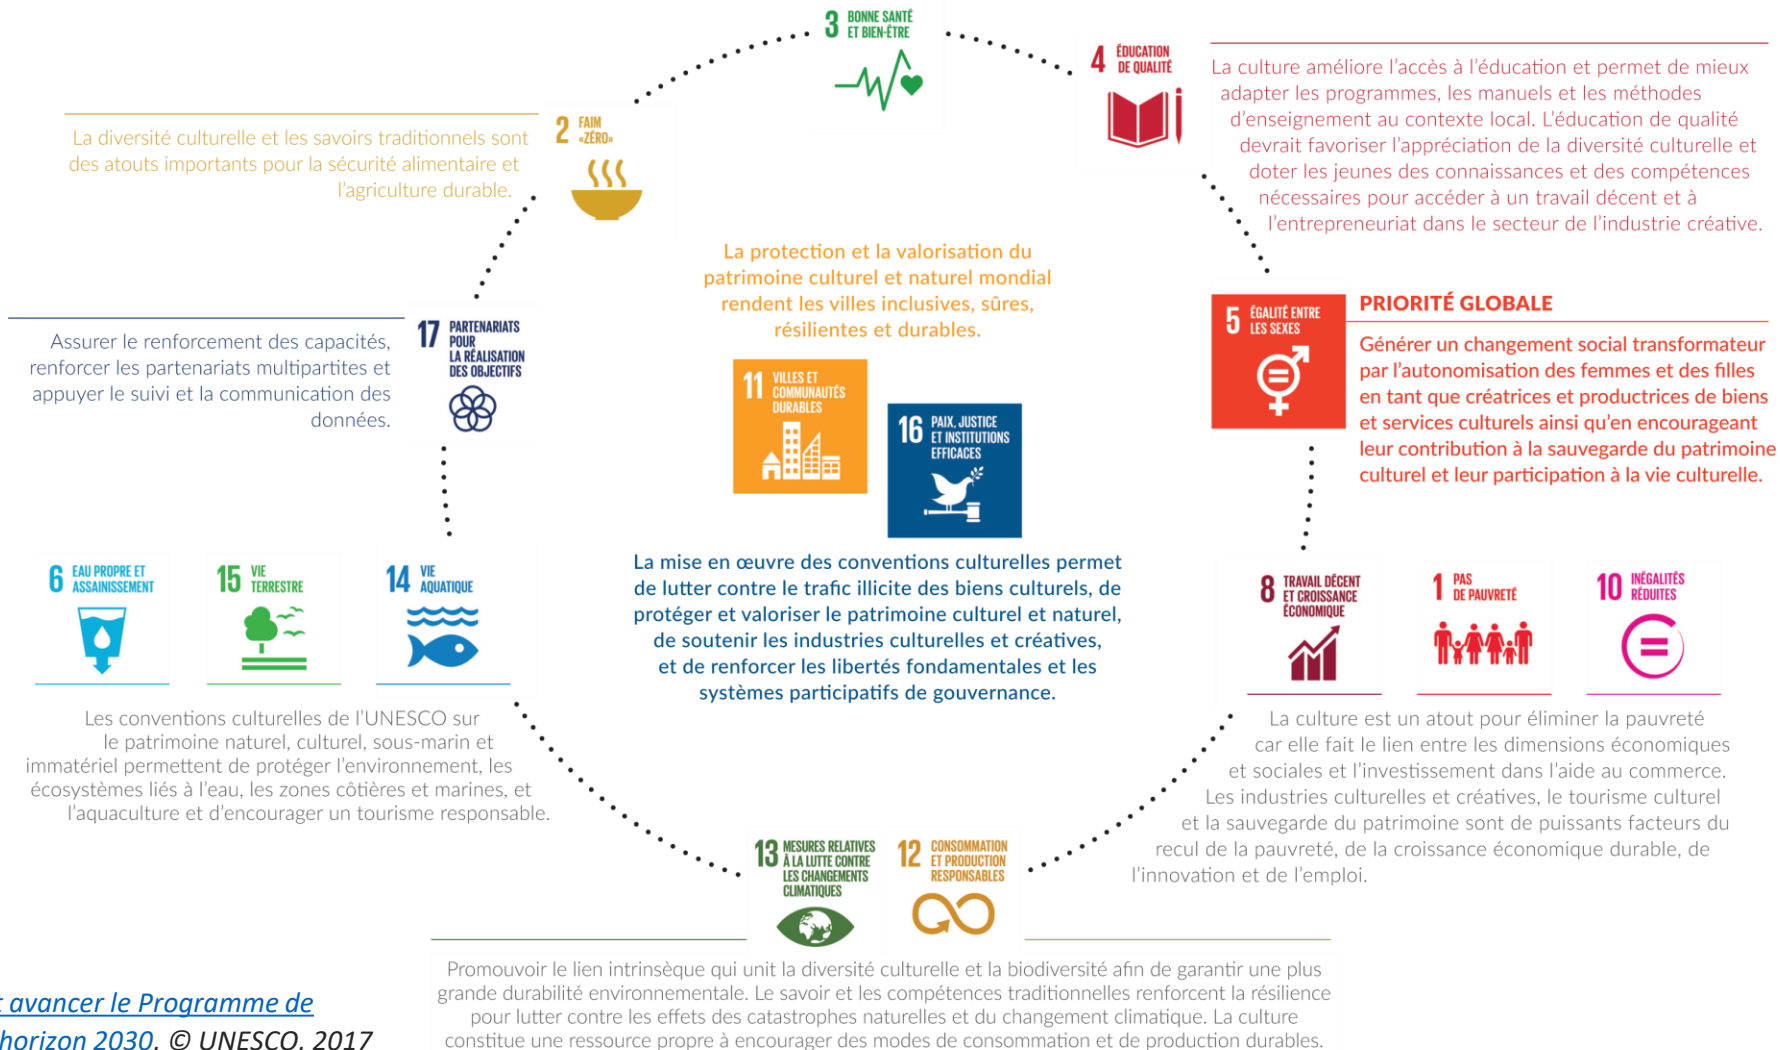 3 BONNE SANTÉ
ET BIEN-ÊTRE
4 ÉDUCATION
DE QUALITÉ
La culture améliore l’accès à l’éducation et permet de mieux
adapter les programmes, les manuels et les méthodes
d’enseignement au contexte local. L’éducation de qualité
devrait favoriser l’appréciation de la diversité culturelle et
doter les jeunes des connaissances et des compétences
nécessaires pour accéder à un travail décent et à
l’entrepreneuriat dans le secteur de l’industrie créative.
2 FAIM
«ZÉRO»
La diversité culturelle et les savoirs traditionnels sont
des atouts importants pour la sécurité alimentaire et
l’agriculture durable.
La protection et la valorisation du
patrimoine culturel et naturel mondial
rendent les villes inclusives, sûres,
résilientes et durables.
5 ÉGALITÉ ENTRE
LES SEXES
PRIORITÉ GLOBALE
Générer un changement social transformateur
par l’autonomisation des femmes et des filles
en tant que créatrices et productrices de biens
et services culturels ainsi qu’en encourageant
leur contribution à la sauvegarde du patrimoine
culturel et leur participation à la vie culturelle.
17 PARTENARIATS
POUR
LA RÉALISATION
DES OBJECTIFS
Assurer le renforcement des capacités,
renforcer les partenariats multipartites et
appuyer le suivi et la communication des
données.
11 VILLES ET
COMMUNAUTÉS
DURABLES
16 PAIX, JUSTICE
ET INSTITUTIONS
EFFICACES
La mise en œuvre des conventions culturelles permet
de lutter contre le trafic illicite des biens culturels, de
protéger et valoriser le patrimoine culturel et naturel,
de soutenir les industries culturelles et créatives,
et de renforcer les libertés fondamentales et les
systèmes participatifs de gouvernance.
6 EAU PROPRE ET
ASSAINISSEMENT
15 VIE
TERRESTRE
14 VIE
AQUATIQUE
Les conventions culturelles de l’UNESCO sur
le patrimoine naturel, culturel, sous-marin et
immatériel permettent de protéger l’environnement, les
écosystèmes liés à l’eau, les zones côtières et marines, et
l’aquaculture et d’encourager un tourisme responsable.
8 TRAVAIL DÉCENT
ET CROISSANCE
ÉCONOMIQUE
1 PAS
DE PAUVRETÉ
10 INÉGALITÉS
RÉDUITES
La culture est un atout pour éliminer la pauvreté
car elle fait le lien entre les dimensions économiques
et sociales et l’investissement dans l’aide au commerce.
Les industries culturelles et créatives, le tourisme culturel
et la sauvegarde du patrimoine sont de puissants facteurs du
recul de la pauvreté, de la croissance économique durable, de
l’innovation et de l’emploi.
13 MESURES RELATIVES
À LA LUTTE CONTRE
LES CHANGEMENTS
CLIMATIQUES
12 CONSOMMATION
ET PRODUCTION
RESPONSABLES
Promouvoir le lien intrinsèque qui unit la diversité culturelle et la biodiversité afin de garantir une plus
grande durabilité environnementale. Le savoir et les compétences traditionnelles renforcent la résilience
pour lutter contre les effets des catastrophes naturelles et du changement climatique. La culture
constitue une ressource propre à encourager des modes de consommation et de production durables.
avancer le Programme de
horizon 2030. © UNESCO, 2017